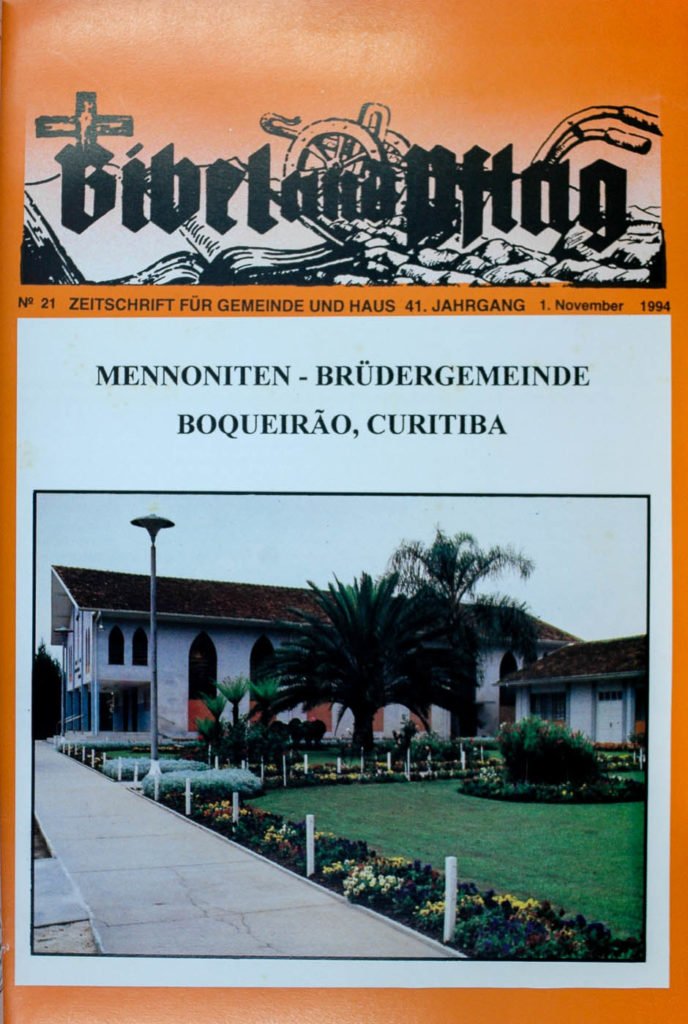 Bibel und Pflug
Nº 21 ZEITSCHRIFT FÜR GEMEINDE UND HAUS 41. JAHRGANG 1. November 1994
MENNONITEN - BRÜDERGEMEINDE
BOQUEIRÃO, CURITIBA